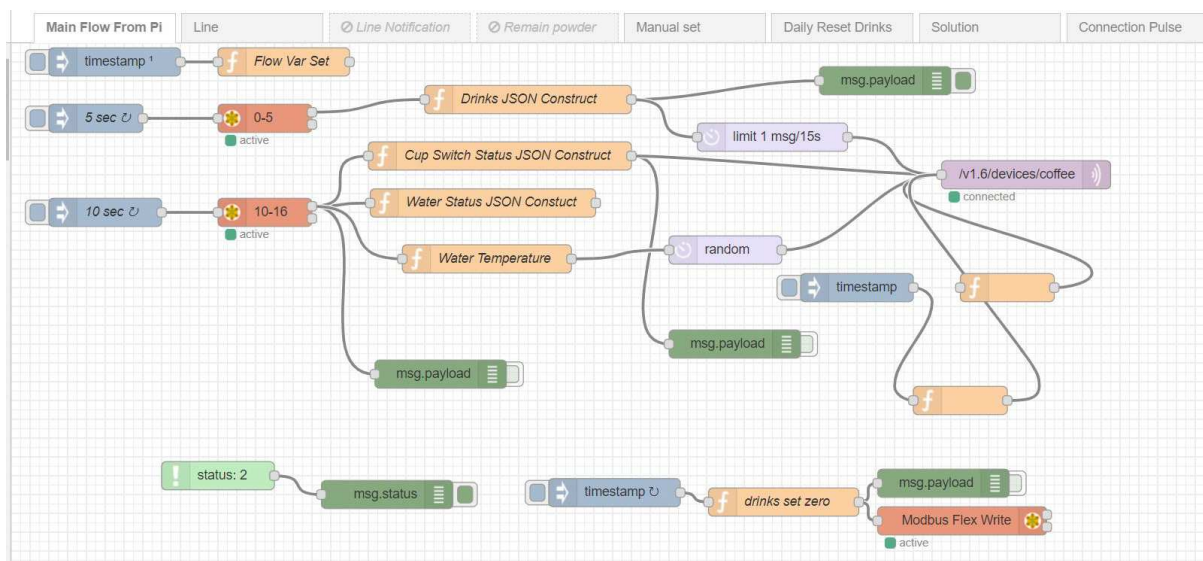 Main Flow From Pi
Line
Line Notification
Remain powder
Manual set
Daily Reset Drinks
Solution
Connection Pulse
timestamp ¹
Flow Var Set
msg.payload
Drinks JSON Construct
5 sec ↻
0-5
active
limit 1 msg/15s
Cup Switch Status JSON Construct
/v1.6/devices/coffee
connected
Water Status JSON Constuct
10 sec ↻
10-16
active
random
Water Temperature
timestamp
msg.payload
msg.payload
status: 2
msg.status
timestamp ↻
drinks set zero
msg.payload
Modbus Flex Write
active